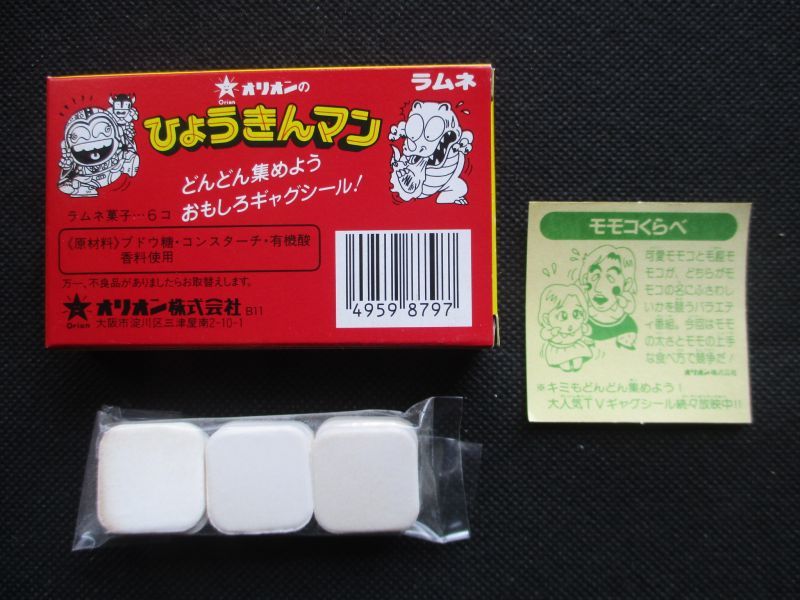 オリオンの
Orion
ラムネ
ひょうきんマン
どんどん集めよう
おもしろギャグシール!
ラムネ菓子…6コ
《原材料》ブドウ糖・コンスターチ・有機酸
香料使用
万一、不良品がありましたらお取替えします。
オリオン株式会社 B11
Orion
大阪市淀川区三津屋南2-10-1
4959 8797
モモコくらべ
可愛モモコと毛脛モ
モコが、どちらがモ
モコの名にふさわし
いかを競うバラエテ
ィ番組。今回はモモ
の太さとモモの上手
な食べ方で競争だ!
オリオン株式会社
※キミもどんどん集めよう!
大人気TVギャグシール続々放映中!!